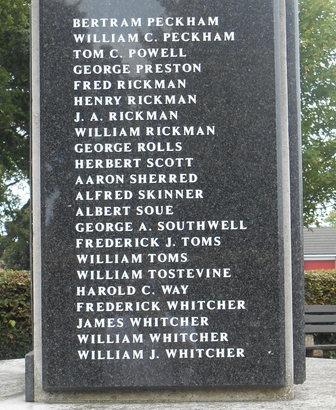 BERTRAM PECKHAM
WILLIAM C. PECKHAM
TOM C. POWELL
GEORGE PRESTON
FRED RICKMAN
HENRY RICKMAN
J. A. RICKMAN
WILLIAM RICKMAN
GEORGE ROLLS
HERBERT SCOTT
AARON SHERRED
ALFRED SKINNER
ALBERT SOUE
GEORGE A. SOUTHWELL
FREDERICK J. TOMS
WILLIAM TOMS
WILLIAM TOSTEVINE
HAROLD C. WAY
FREDERICK WHITCHER
JAMES WHITCHER
WILLIAM WHITCHER
WILLIAM J. WHITCHER